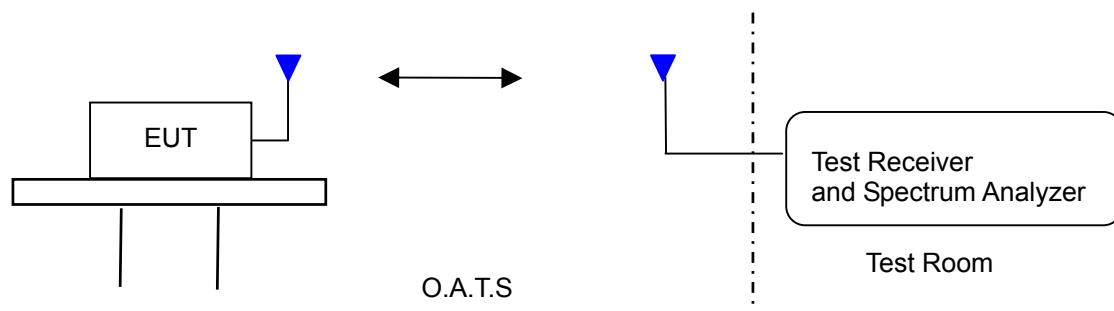 EUT
Test Receiver
and Spectrum Analyzer
Test Room
O.A.T.S